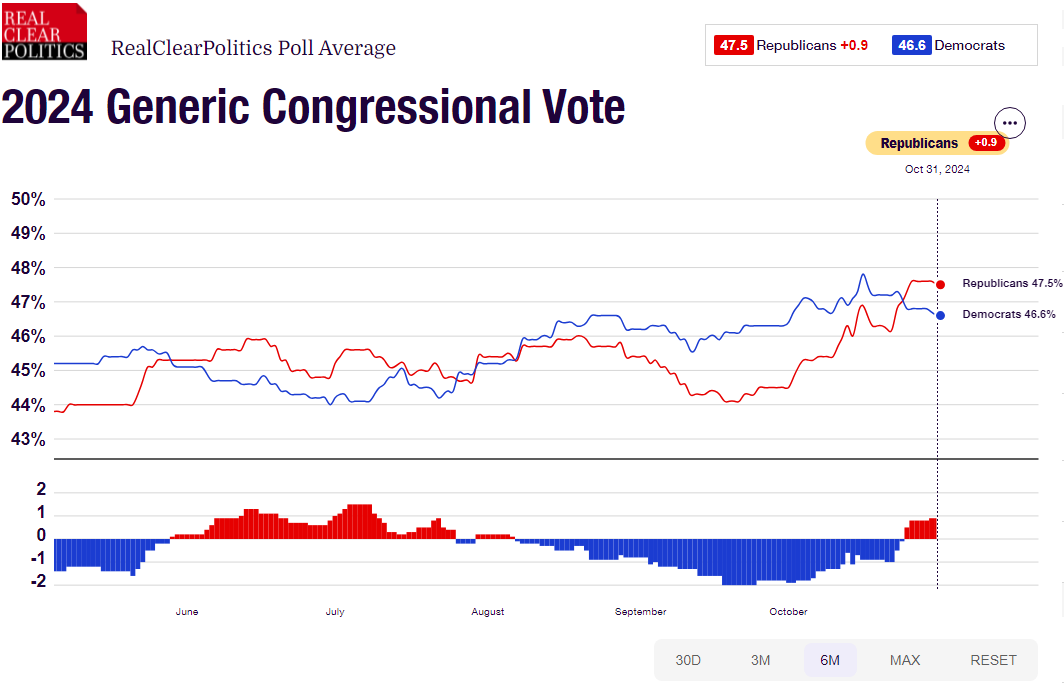 REAL
CLEAR
POLITICS
RealClearPolitics Poll Average
47.5 Republicans +0.9 46.6 Democrats
2024 Generic Congressional Vote
Republicans +0.9
Oct 31, 2024
50%
49%
48%
Republicans 47.5%
47%
Democrats 46.6%
46%
45%
44%
43%
2
1
0
-1
-2
June July August September October
30D 3M 6M MAX RESET